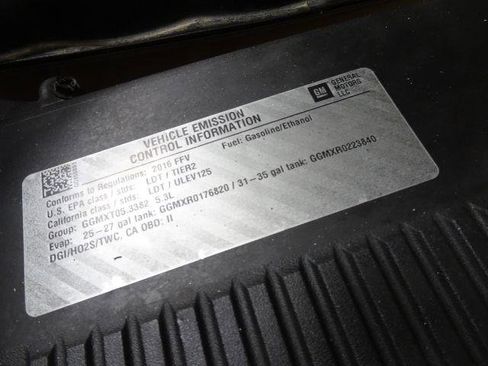 GM GENERAL MOTORS LLC
VEHICLE EMISSION
CONTROL INFORMATION
Conforms to Regulations: 2016 FFV Fuel: Gasoline/Ethanol
U.S. EPA class / stds: LDT / TIER2
California class / stds: LDT / ULEV125
Group: GGMXT05.3382 5.3L
Evap: 25-27 gal tank: GGMXR0176820 / 31-35 gal tank: GGMXR0223840
DGI/HO2S/TWC, CA OBD: II